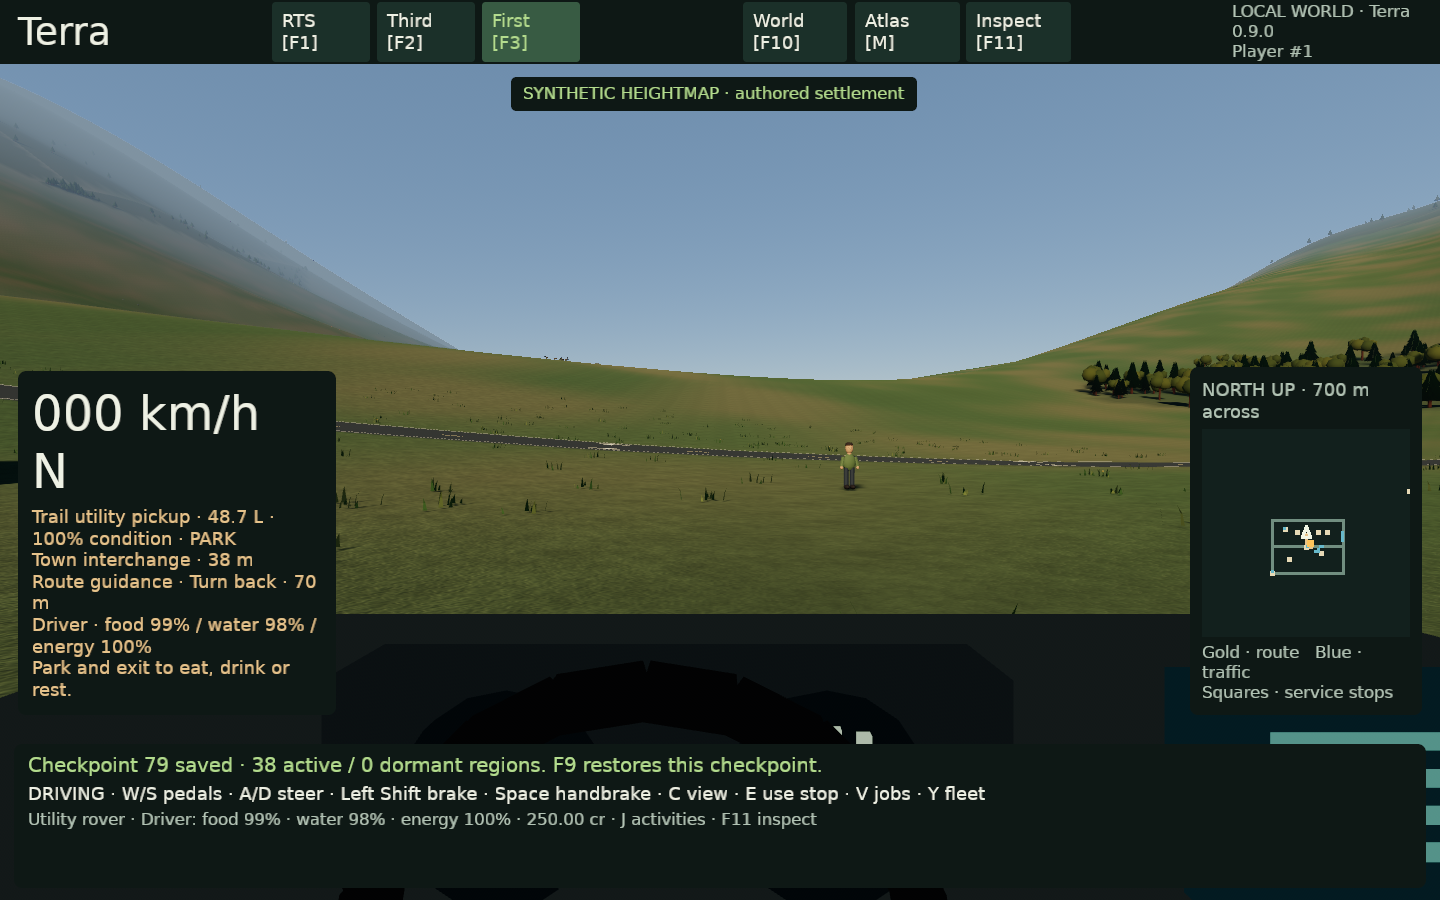 Terra
RTS
[F1]
Third
[F2]
First
[F3]
World
[F10]
Atlas
[M]
Inspect
[F11]
LOCAL WORLD · Terra
0.9.0
Player #1
SYNTHETIC HEIGHTMAP · authored settlement
000 km/h
N
Trail utility pickup · 48.7 L ·
100% condition · PARK
Town interchange · 38 m
Route guidance · Turn back · 70
m
Driver · food 99% / water 98% /
energy 100%
Park and exit to eat, drink or
rest.
NORTH UP · 700 m
across
Gold · route Blue ·
traffic
Squares · service stops
Checkpoint 79 saved · 38 active / 0 dormant regions. F9 restores this checkpoint.
DRIVING · W/S pedals · A/D steer · Left Shift brake · Space handbrake · C view · E use stop · V jobs · Y fleet
Utility rover · Driver: food 99% · water 98% · energy 100% · 250.00 cr · J activities · F11 inspect